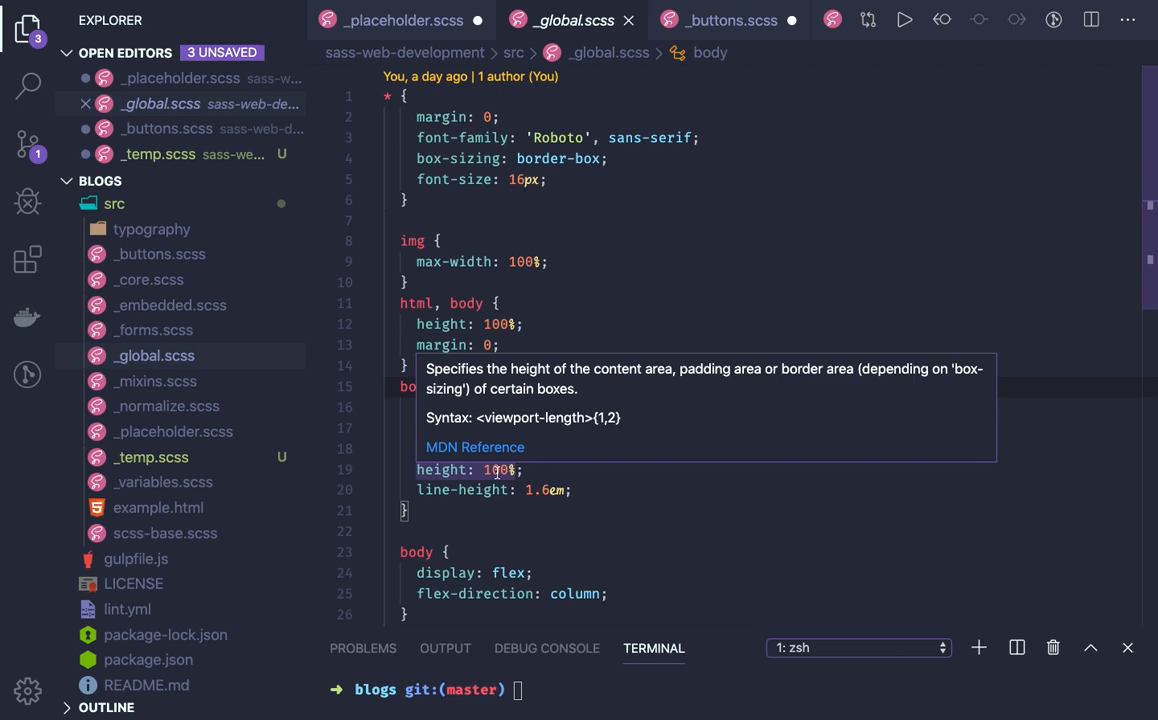 EXPLORER
_placeholder.scss
_global.scss
_buttons.scss
3
OPEN EDITORS 3 UNSAVED
_placeholder.scss sass-w...
_global.scss sass-web-de...
_buttons.scss sass-web-d...
_temp.scss sass-we... U
1
BLOGS
src
typography
_buttons.scss
_core.scss
_embedded.scss
_forms.scss
_global.scss
_mixins.scss
_normalize.scss
_placeholder.scss
_temp.scss U
_variables.scss
example.html
scss-base.scss
gulpfile.js
LICENSE
lint.yml
package-lock.json
package.json
README.md
OUTLINE
sass-web-development > src > _global.scss > body
You, a day ago | 1 author (You)
1 * {
2 margin: 0;
3 font-family: 'Roboto', sans-serif;
4 box-sizing: border-box;
5 font-size: 16px;
6 }
7
8 img {
9 max-width: 100%;
10 }
11 html, body {
12 height: 100%;
13 margin: 0;
14 }
15 bo
Specifies the height of the content area, padding area or border area (depending on 'box-
sizing') of certain boxes.
16
17
Syntax: <viewport-length>{1,2}
18
MDN Reference
19 height: 100%;
20 line-height: 1.6em;
21 }
22
23 body {
24 display: flex;
25 flex-direction: column;
26 }
PROBLEMS OUTPUT DEBUG CONSOLE TERMINAL 1: zsh
➜ blogs git:(master)